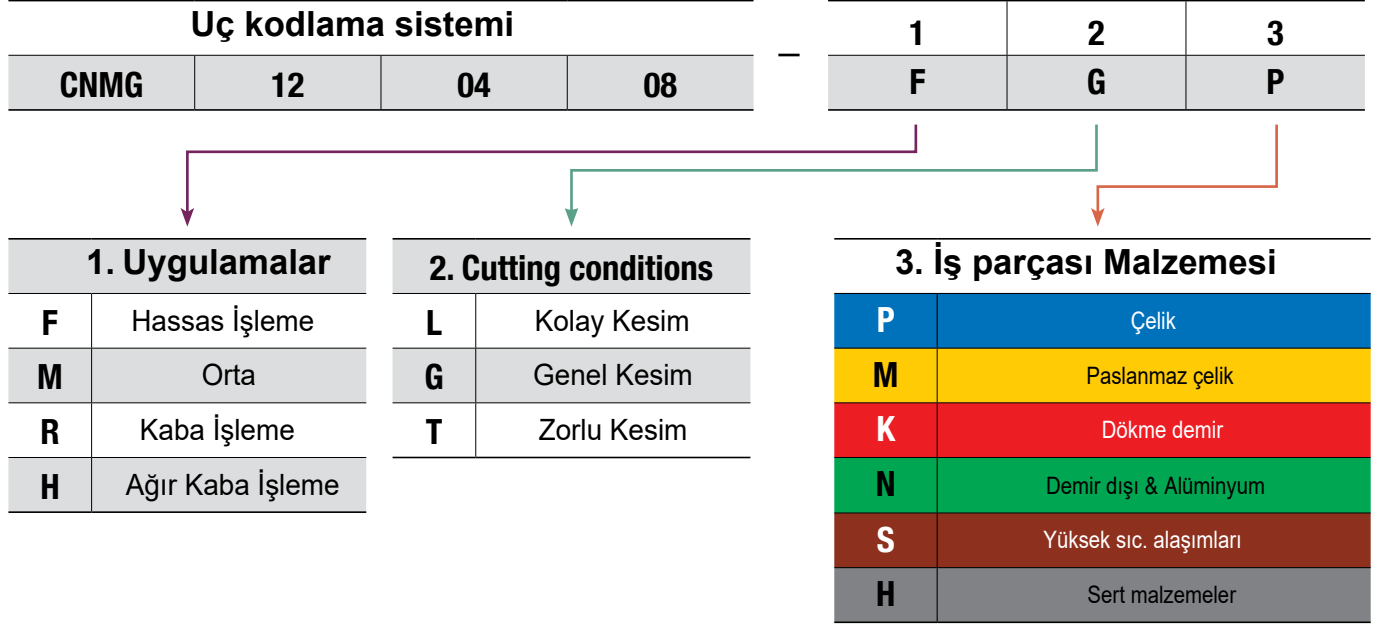 Uç kodlama sistemi
CNMG 12 04 08
–
1 2 3
F G P
1. Uygulamalar
F Hassas İşleme
M Orta
R Kaba İşleme
H Ağır Kaba İşleme
2. Cutting conditions
L Kolay Kesim
G Genel Kesim
T Zorlu Kesim
3. İş parçası Malzemesi
P Çelik
M Paslanmaz çelik
K Dökme demir
N Demir dışı & Alüminyum
S Yüksek sıc. alaşımları
H Sert malzemeler